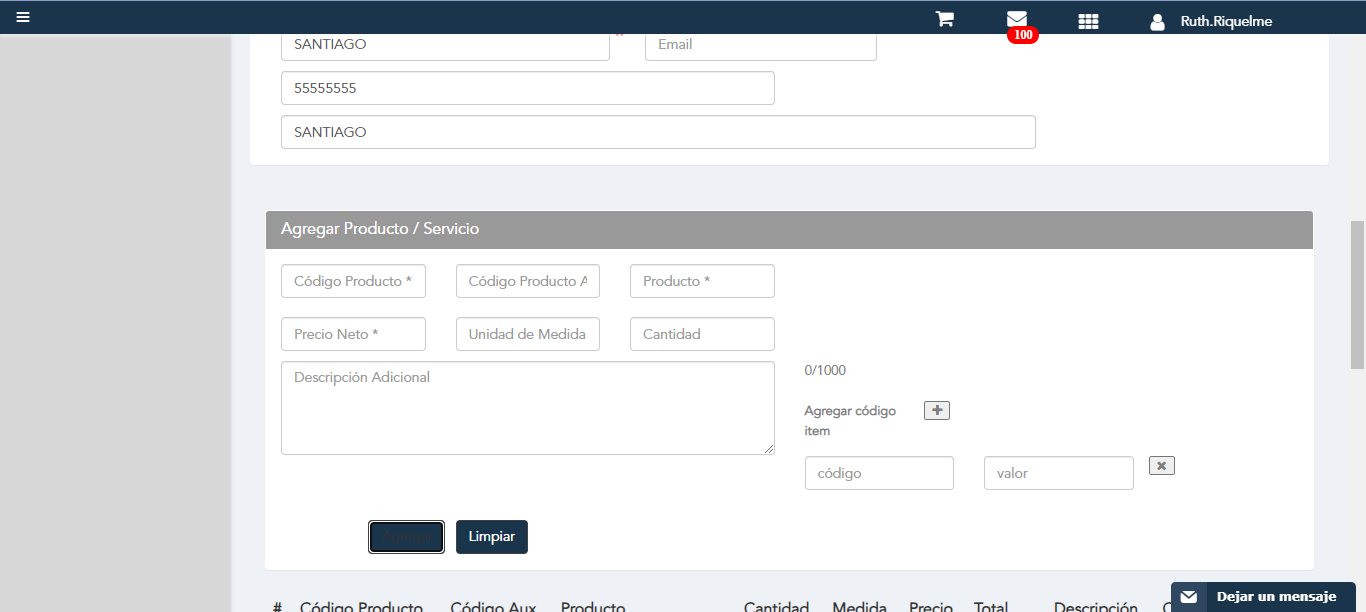 Ruth.Riquelme
100
SANTIAGO
Email
55555555
SANTIAGO
Agregar Producto / Servicio
Código Producto *
Código Producto A
Producto *
Precio Neto *
Unidad de Medida
Cantidad
Descripción Adicional
0/1000
Agregar código
item
código
valor
Agregar
Limpiar
# Código Producto Código Aux Producto Cantidad Medida Precio Total Descripción
Dejar un mensaje